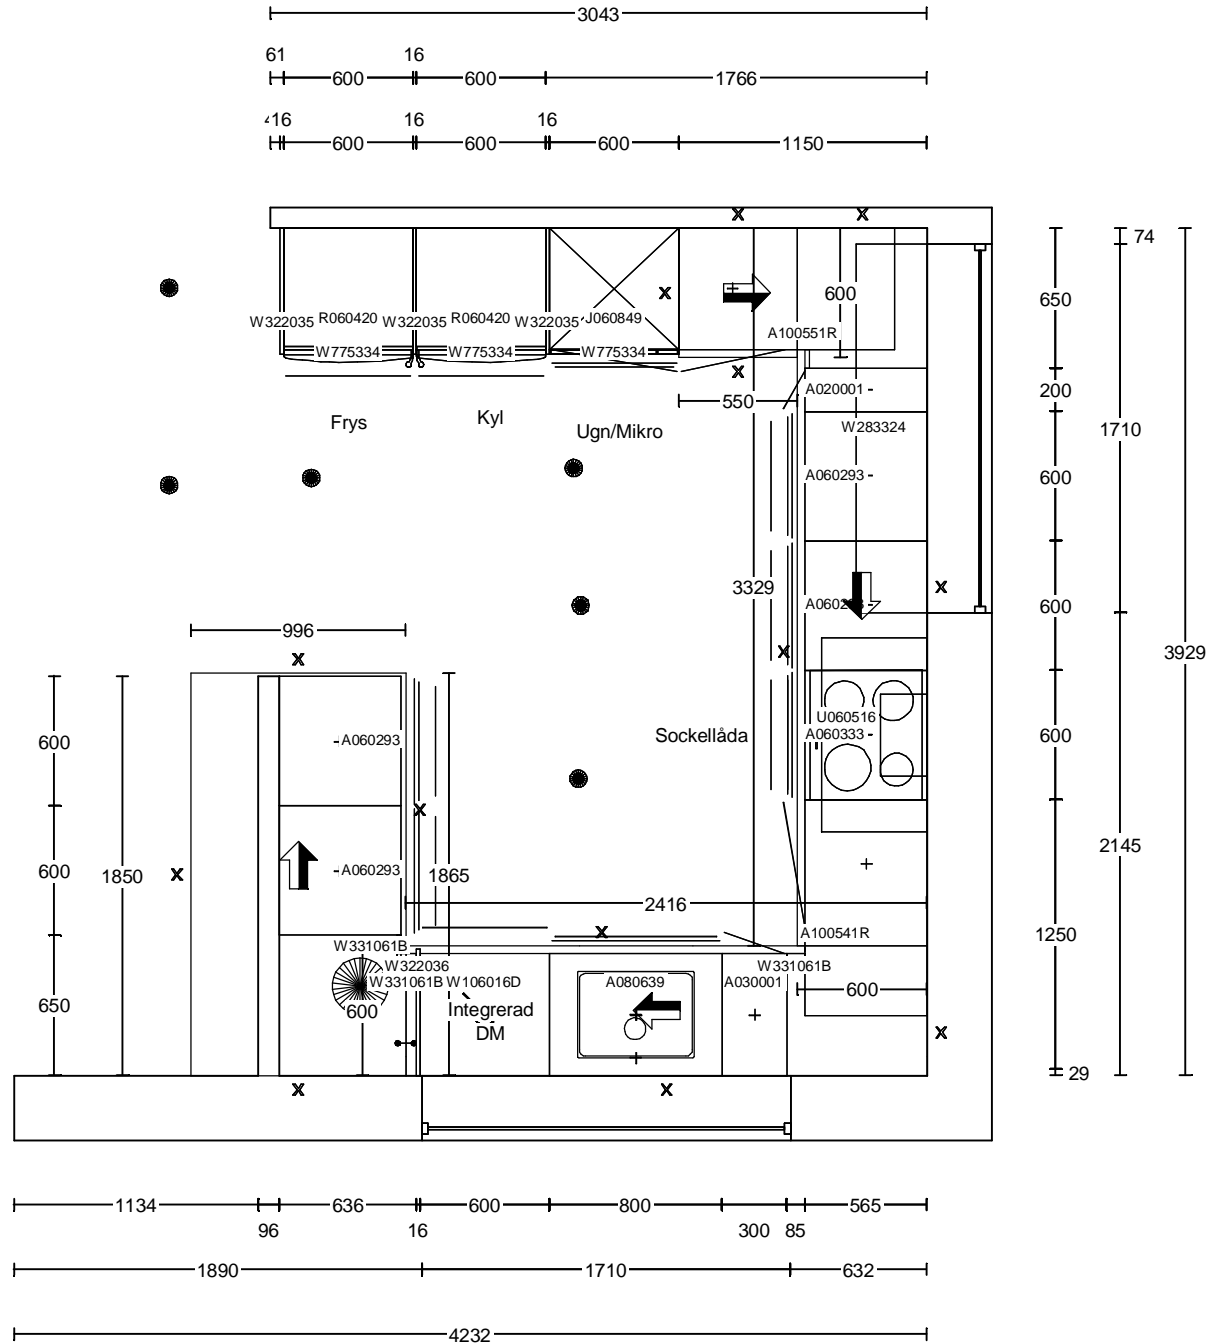 3043
61 16
600 600 1766
16 16 16
600 600 600 1150
74
600
650
W322035 R060420 W322035 R060420 W322035 J060849
A100551R
W775334 W775334 W775334
A020001
200
550
Frys
Kyl
Ugn/Mikro
W283324
1710
A060293
600
3329
600
996
3929
Sockellåda
U060516
A060333
600
600
A060293
2145
600
1850
A060293
1865
2416
1250
A100541R
W331061B
W322036
W331061B
W331061B W106016D
A080639
A030001
600
650
600
Integrerad
DM
29
1134 636 600 800 565
96 16 300 85
1890 1710 632
4232